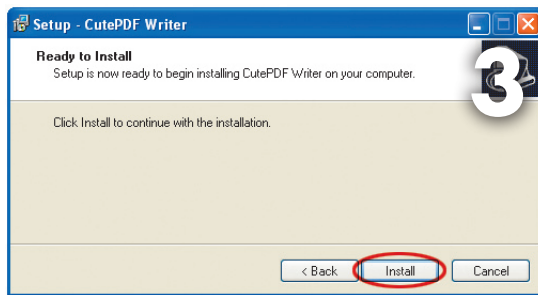 Setup - CutePDF Writer
Ready to Install
Setup is now ready to begin installing CutePDF Writer on your computer.
3
Click Install to continue with the installation.
< Back
Install
Cancel